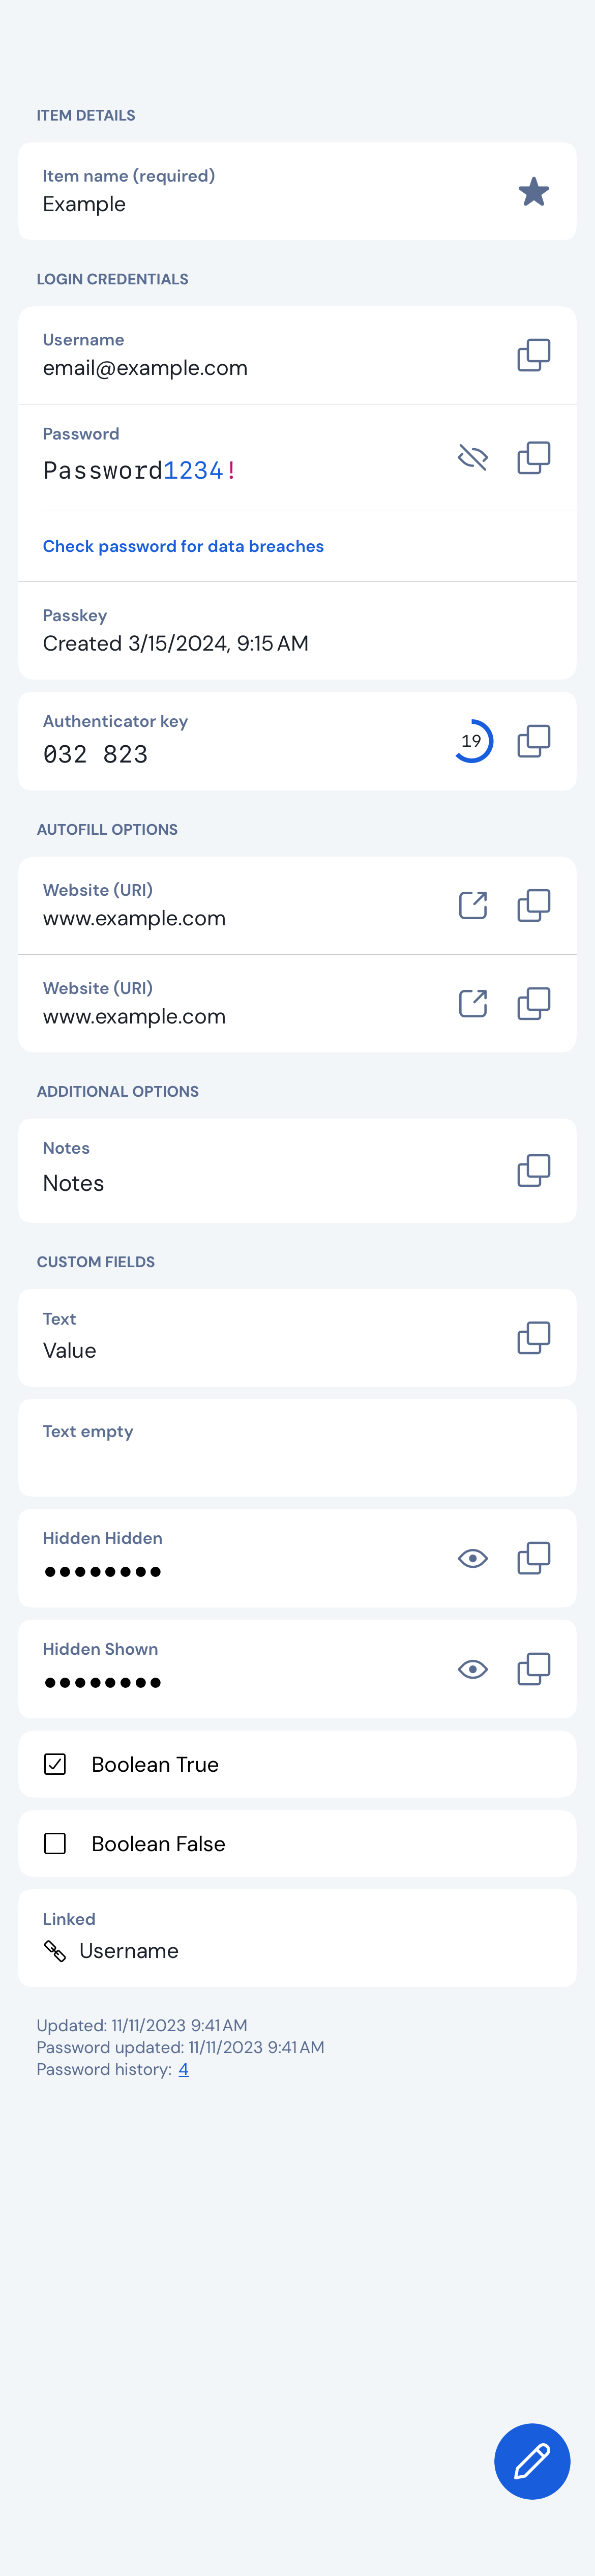 ITEM DETAILS
Item name (required)
Example
LOGIN CREDENTIALS
Username
email@example.com
Password
Password1234!
Check password for data breaches
Passkey
Created 3/15/2024, 9:15 AM
Authenticator key
032 823
19
AUTOFILL OPTIONS
Website (URI)
www.example.com
Website (URI)
www.example.com
ADDITIONAL OPTIONS
Notes
Notes
CUSTOM FIELDS
Text
Value
Text empty
Hidden Hidden
••••••••
Hidden Shown
••••••••
Boolean True
Boolean False
Linked
Username
Updated: 11/11/2023 9:41 AM
Password updated: 11/11/2023 9:41 AM
Password history: 4